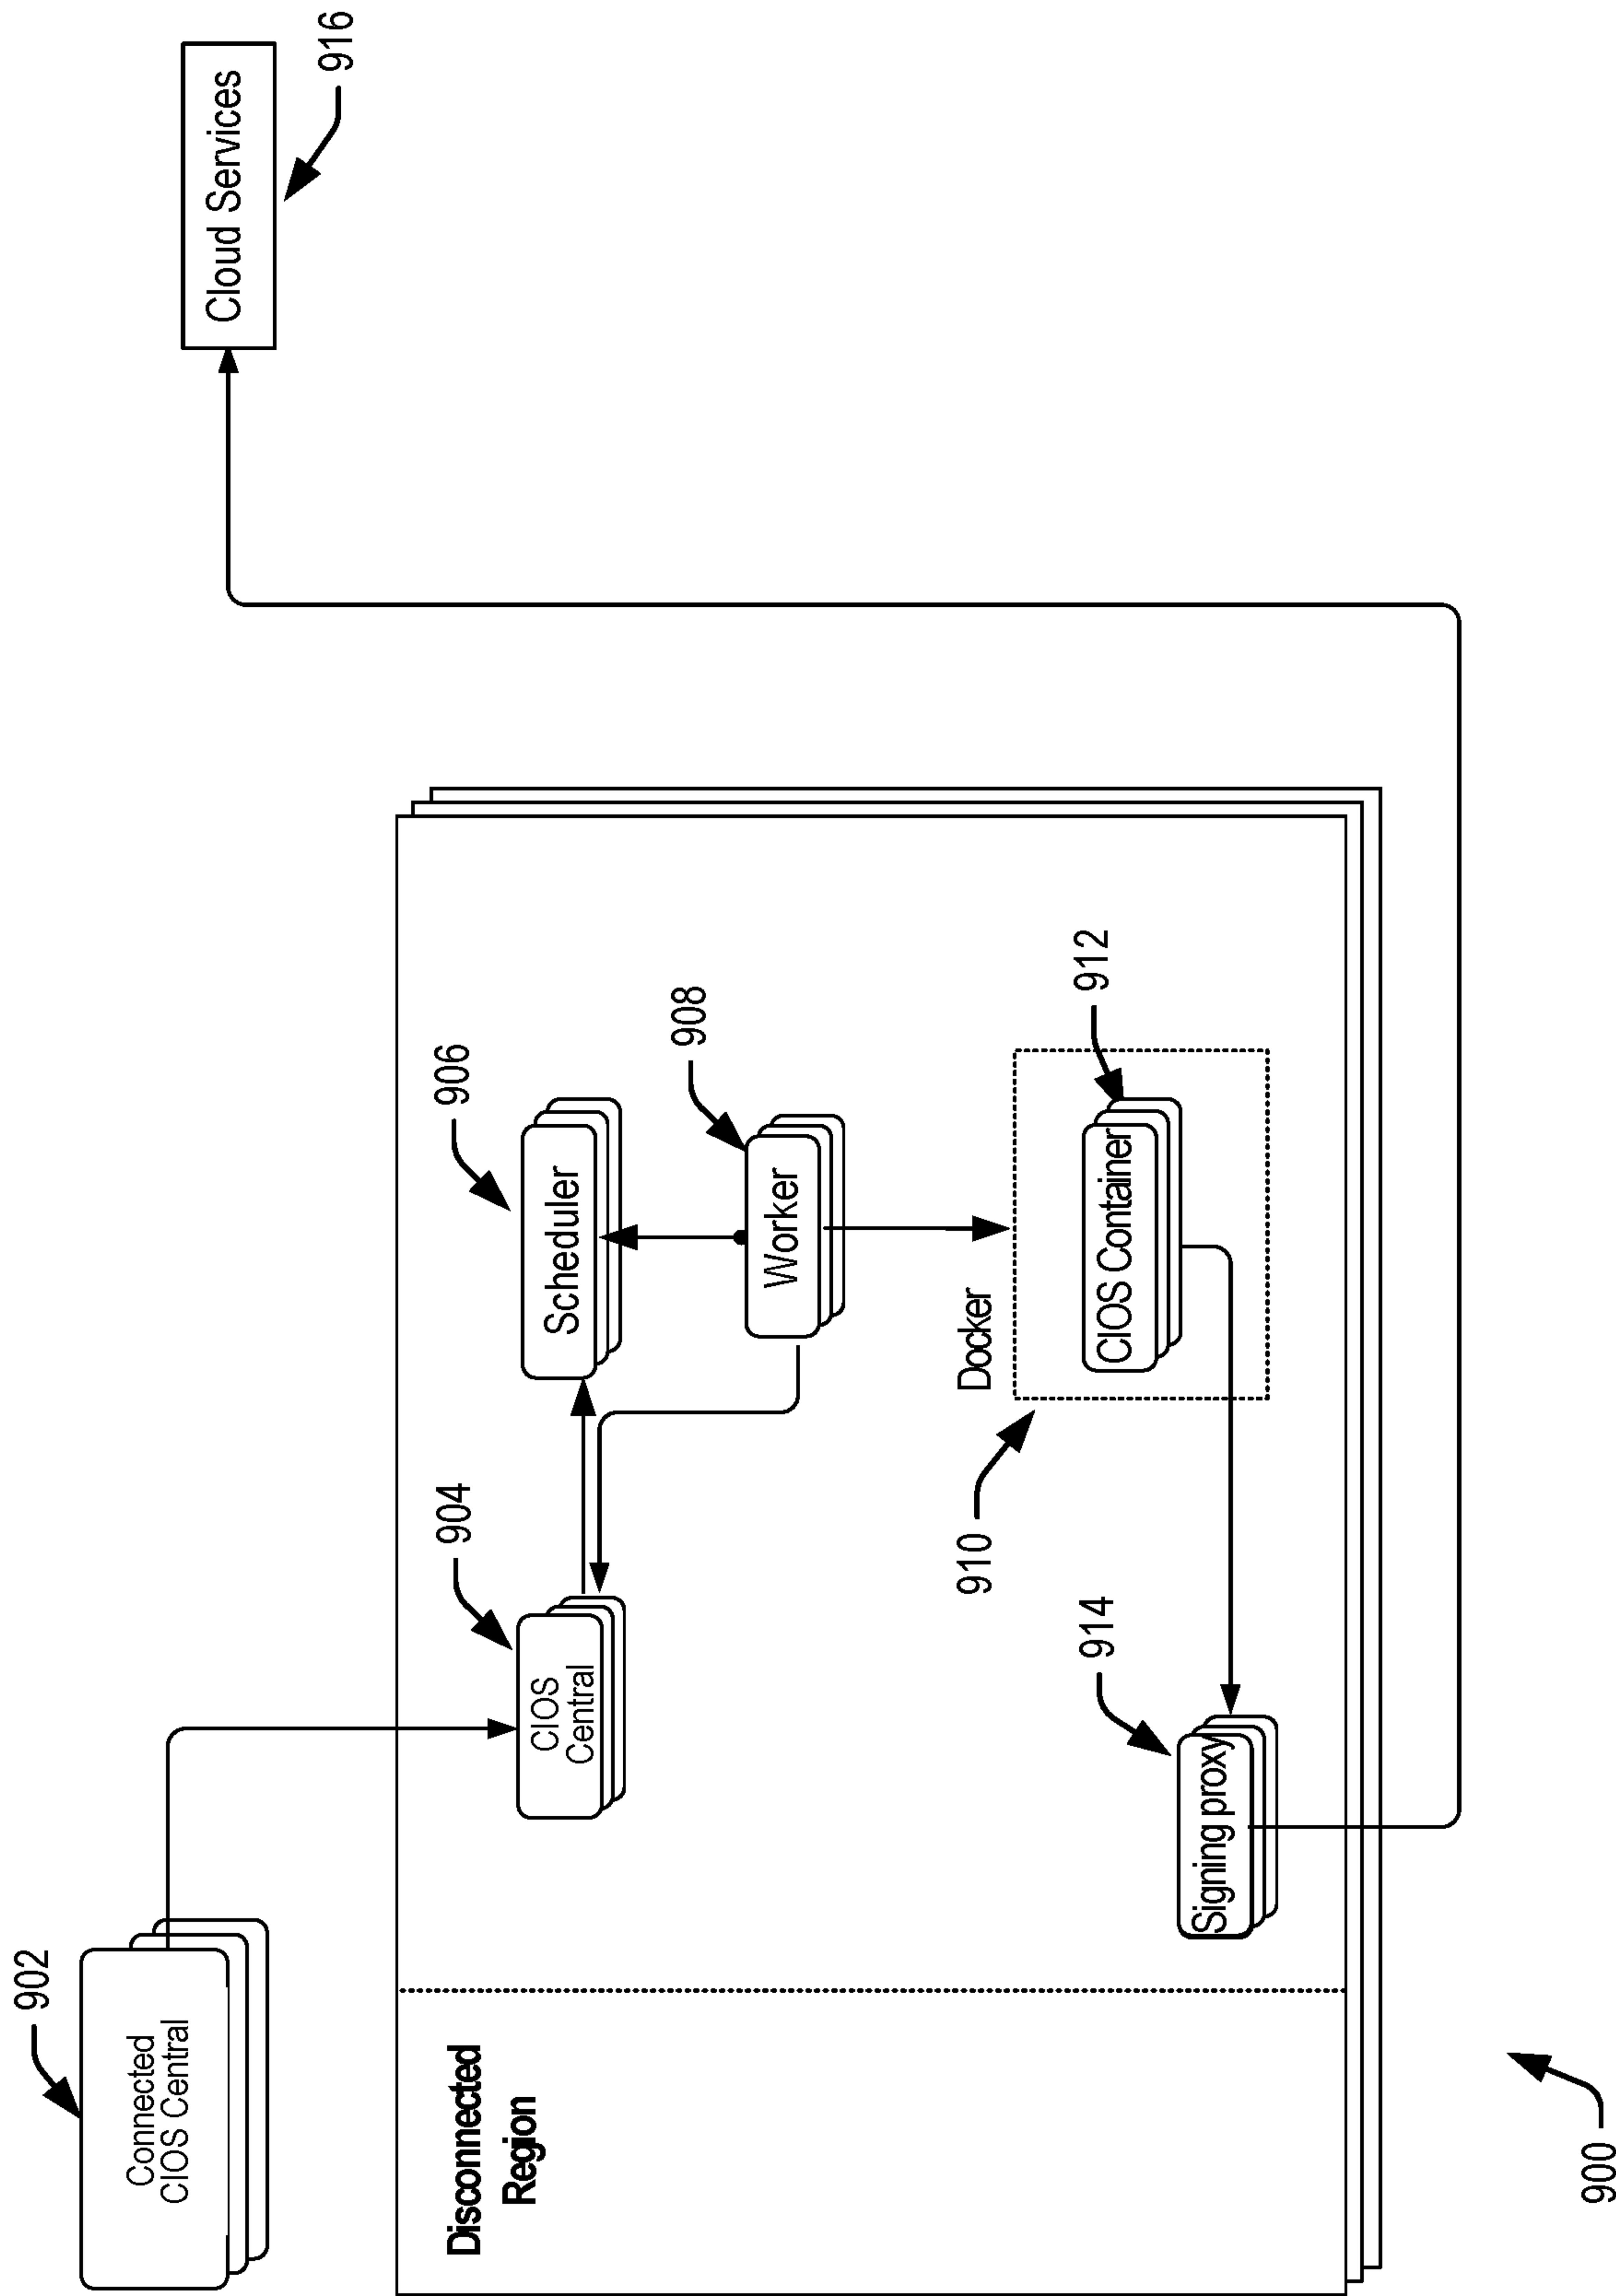 902
Connected
CIOS Central
Cloud Services
916
Disconnected
Region
904
CIOS
Central
906
Scheduler
908
Worker
910
Docker
912
CIOS Container
914
Signing proxy
900